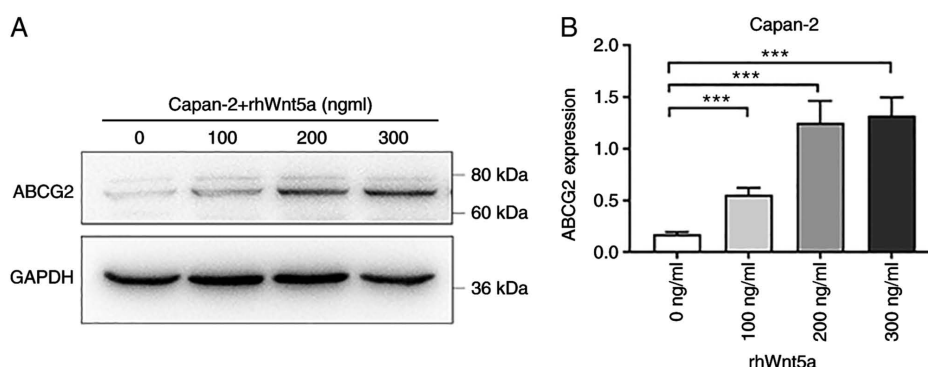 A
Capan-2+rhWnt5a (ngml)
0 100 200 300
ABCG2
80 kDa
60 kDa
GAPDH
36 kDa
B
Capan-2
ABCG2 expression
2.0
1.5
1.0
0.5
0.0
***
***
***
0 ng/ml
100 ng/ml
200 ng/ml
300 ng/ml
rhWnt5a